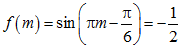 f(m) = sin(πm − π/6) = −1/2